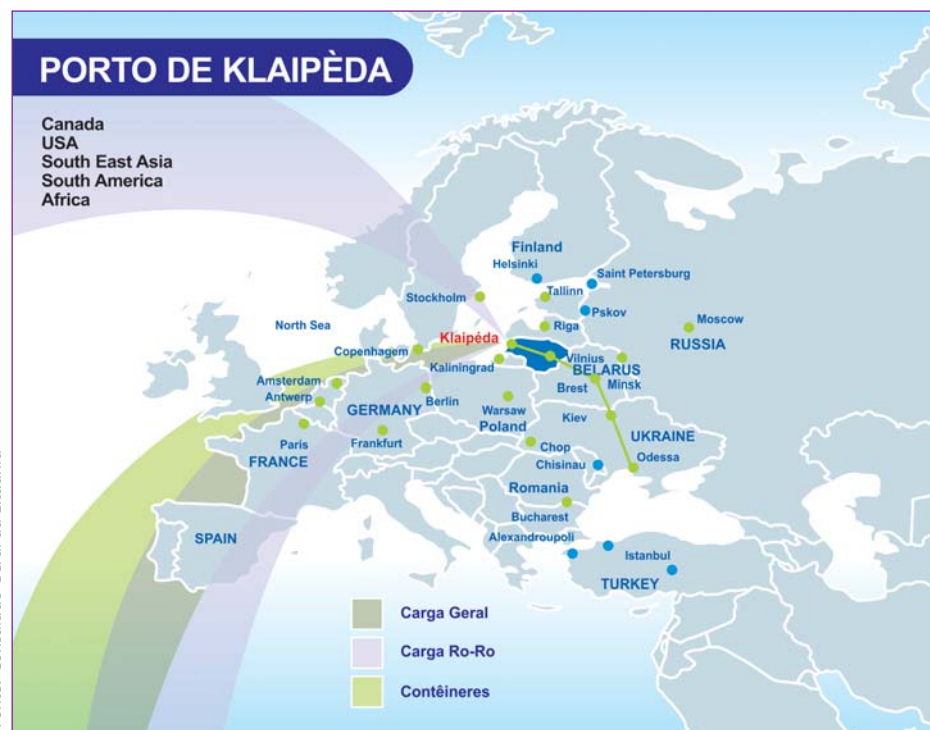 PORTO DE KLAIPÈDA
Canada
USA
South East Asia
South America
Africa
Finland
Helsinki
Saint Petersburg
Stockholm
Tallinn
Pskov
North Sea
Riga
Moscow
Klaipéda
RUSSIA
Copenhagem
Vilnius
Kaliningrad
BELARUS
Amsterdam
Brest
Minsk
Antwerp
Berlin
GERMANY
Warsaw
Kiev
Poland
UKRAINE
Paris
Frankfurt
Chop
FRANCE
Chisinau
Odessa
Romania
Bucharest
SPAIN
Alexandroupoli
Istanbul
TURKEY
Carga Geral
Carga Ro-Ro
Contêineres